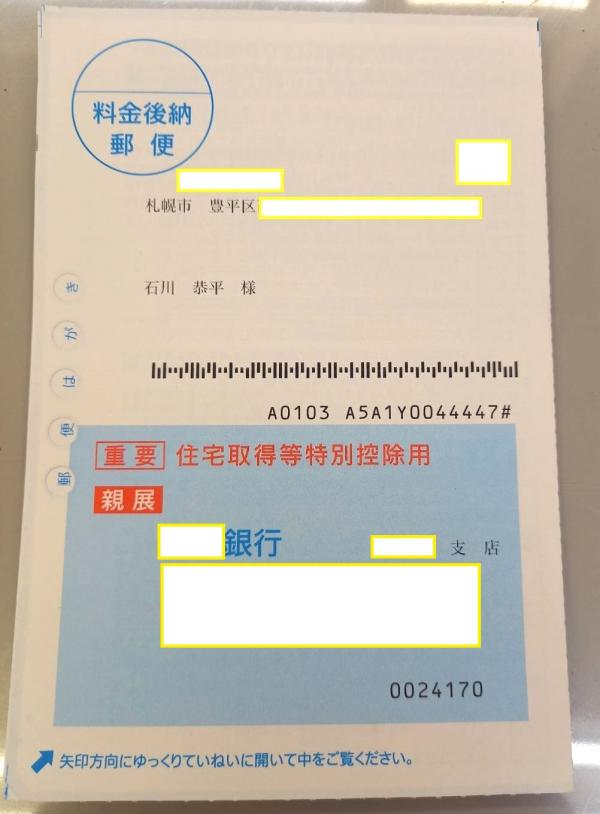 料金後納
郵便
札幌市 豊平区
石川 恭平 様
郵便はがき
A0103 A5A1Y0044447#
重要 住宅取得等特別控除用
親展
銀行 支店
0024170
矢印方向にゆっくりていねいに開いて中をご覧ください。